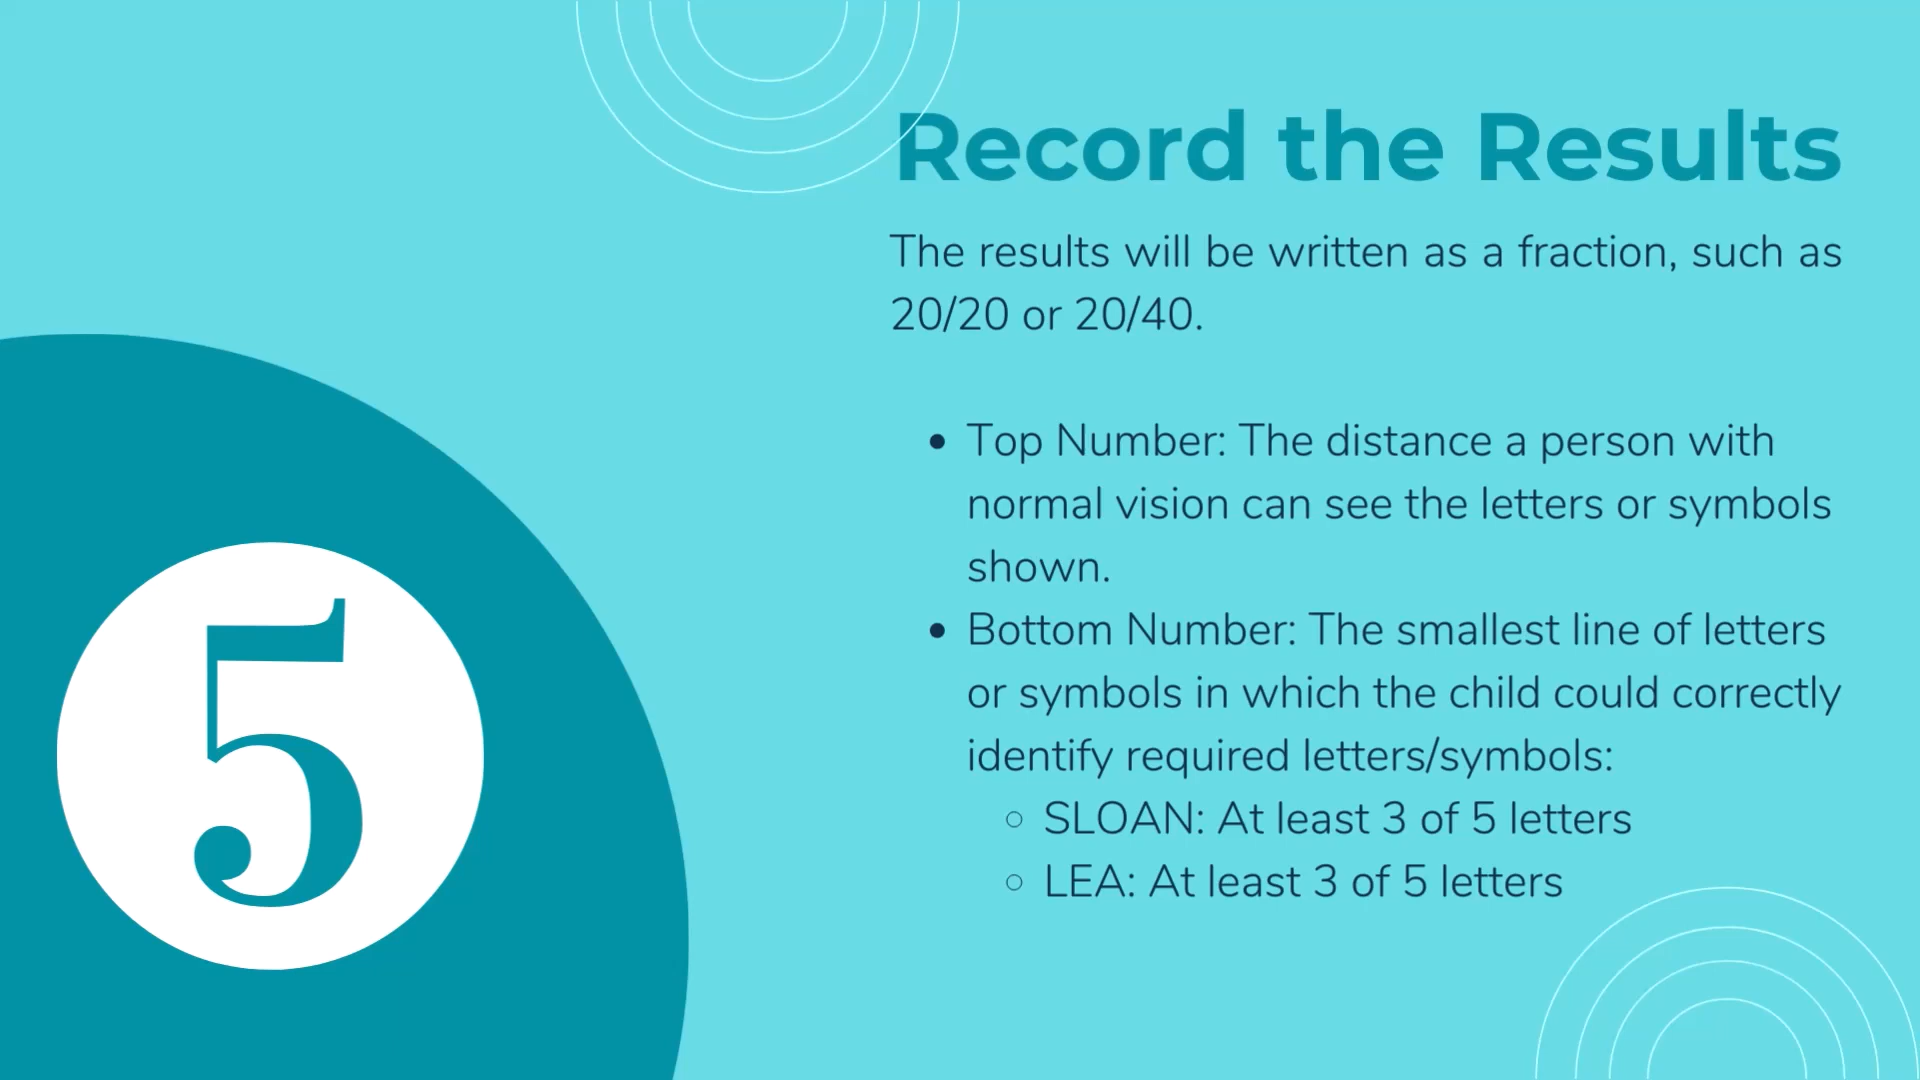 5
Record the Results
The results will be written as a fraction, such as
20/20 or 20/40.
• Top Number: The distance a person with
normal vision can see the letters or symbols
shown.
• Bottom Number: The smallest line of letters
or symbols in which the child could correctly
identify required letters/symbols:
○ SLOAN: At least 3 of 5 letters
○ LEA: At least 3 of 5 letters